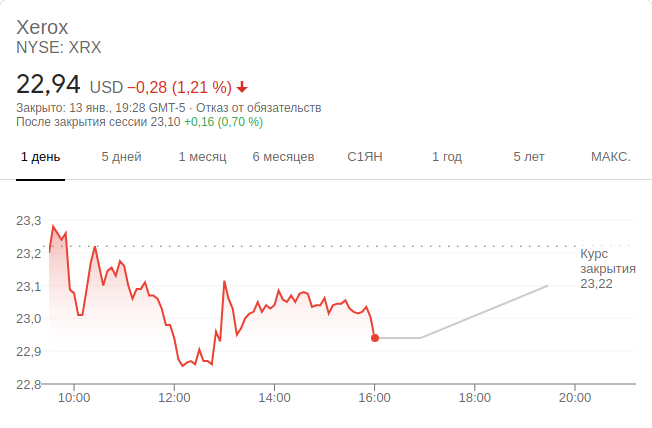 Xerox
NYSE: XRX
22,94 USD −0,28 (1,21 %)
Закрыто: 13 янв., 19:28 GMT-5 · Отказ от обязательств
После закрытия сессии 23,10 +0,16 (0,70 %)
1 день 5 дней 1 месяц 6 месяцев С1ЯН 1 год 5 лет МАКС.
23,3
23,2
23,1
23,0
22,9
22,8
Курс
закрытия
23,22
10:00 12:00 14:00 16:00 18:00 20:00